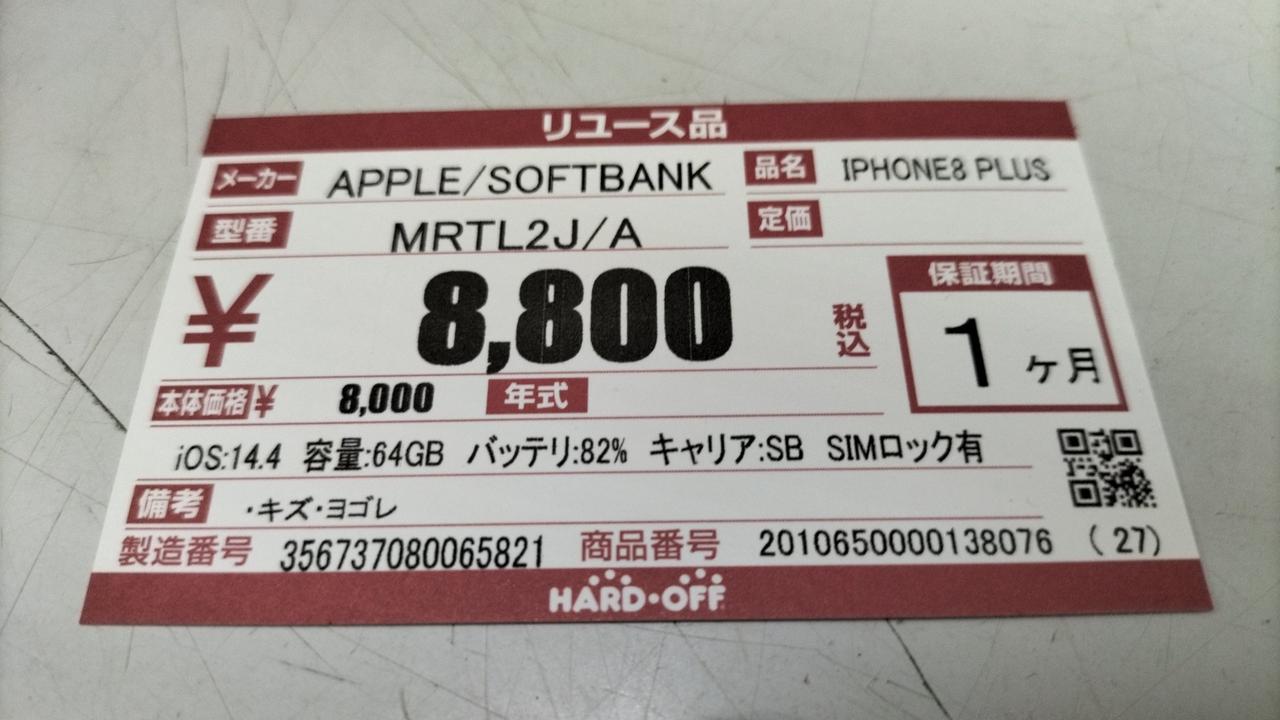 リユース品
メーカー APPLE/SOFTBANK 品名 IPHONE8 PLUS
型番 MRTL2J/A 定価
¥ 8,800 税込
保証期間
1 ヶ月
本体価格¥ 8,000 年式
iOS:14.4 容量:64GB バッテリ:82% キャリア:SB SIMロック有
備考 ・キズ・ヨゴレ
製造番号 356737080065821 商品番号 2010650000138076 (27)
HARD・OFF